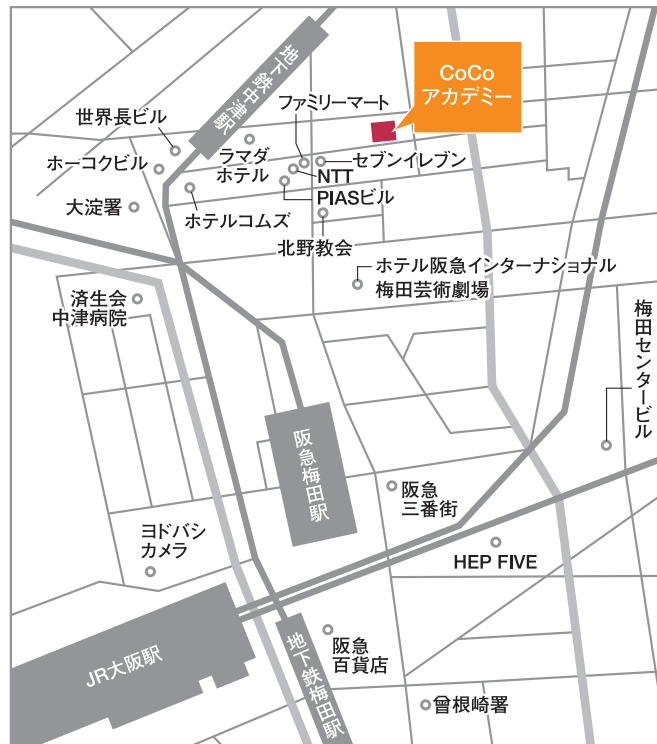 CoCo
アカデミー
地下鉄中津駅
ファミリーマート
世界長ビル
ホーコクビル
ラマダ
ホテル
セブンイレブン
NTT
PIASビル
大淀署
ホテルコムズ
北野教会
ホテル阪急インターナショナル
梅田芸術劇場
済生会
中津病院
梅田センタービル
阪急梅田駅
阪急
三番街
ヨドバシ
カメラ
HEP FIVE
JR大阪駅
地下鉄梅田駅
阪急
百貨店
曾根崎署